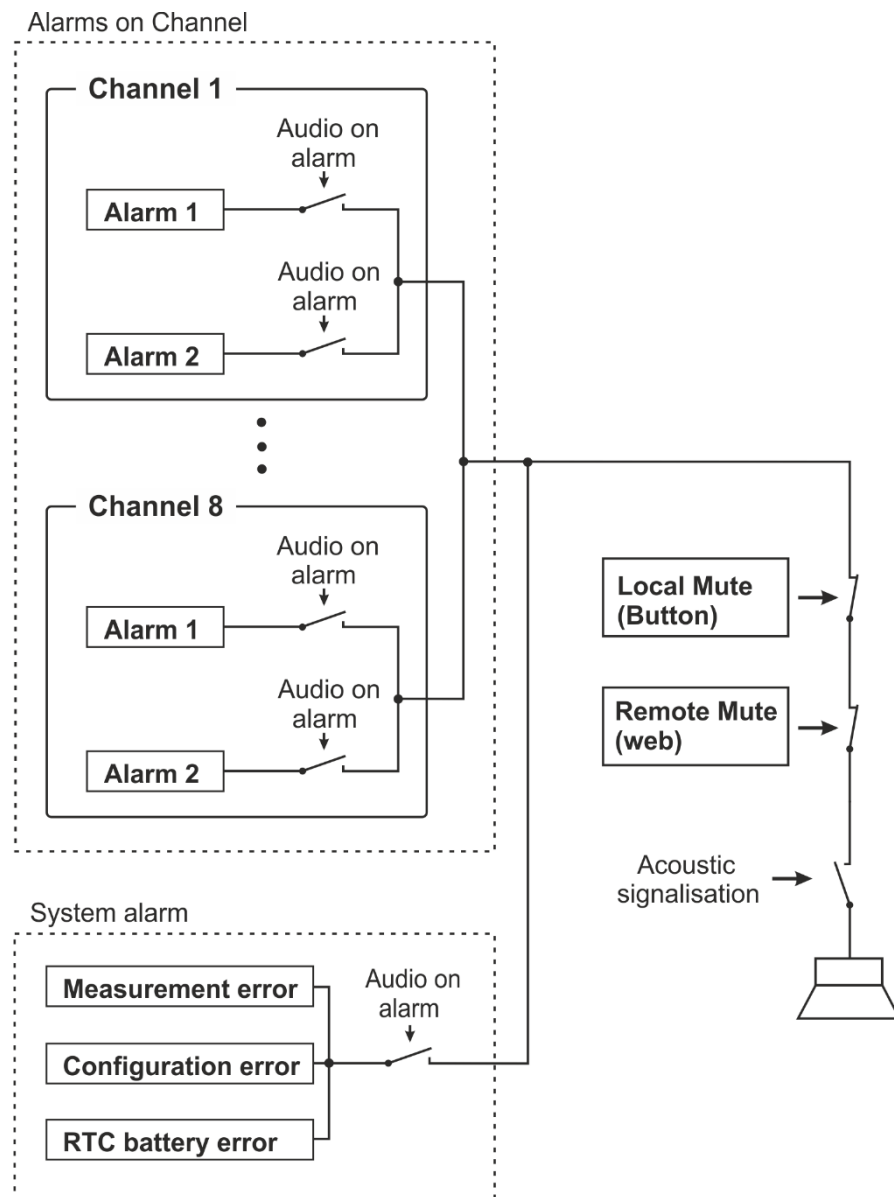 Alarms on Channel
Channel 1
Audio on
alarm
Alarm 1
Audio on
alarm
Alarm 2
Channel 8
Audio on
alarm
Alarm 1
Audio on
alarm
Alarm 2
Local Mute
(Button)
Remote Mute
(web)
Acoustic
signalisation
System alarm
Measurement error
Audio on
alarm
Configuration error
RTC battery error